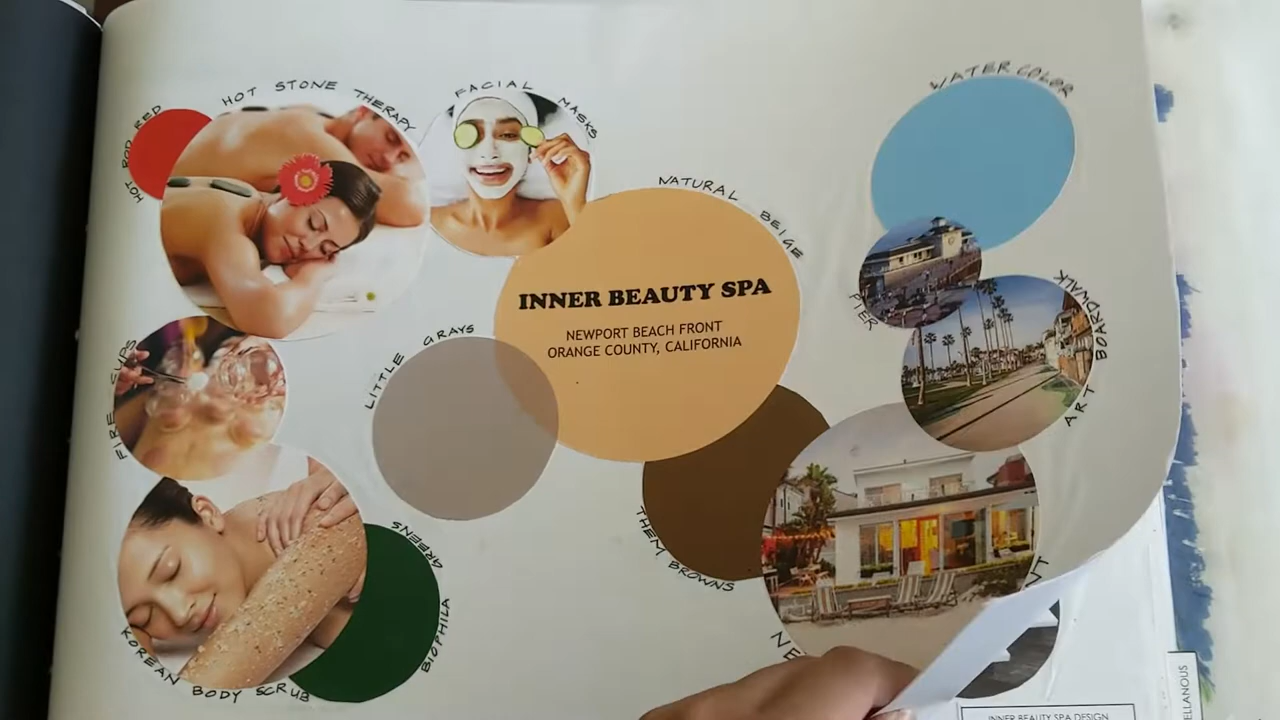 HOT ROD RED
HOT STONE THERAPY
FACIAL MASKS
WATER COLOR
NATURAL BEIGE
INNER BEAUTY SPA
NEWPORT BEACH FRONT
ORANGE COUNTY, CALIFORNIA
PIER
BOARDWALK
ART
LITTLE GRAYS
FIRE CUPS
THEM BROWNS
GREENS
BIOPHILA
KOREAN BODY SCRUB
INNER BEAUTY SPA DESIGN